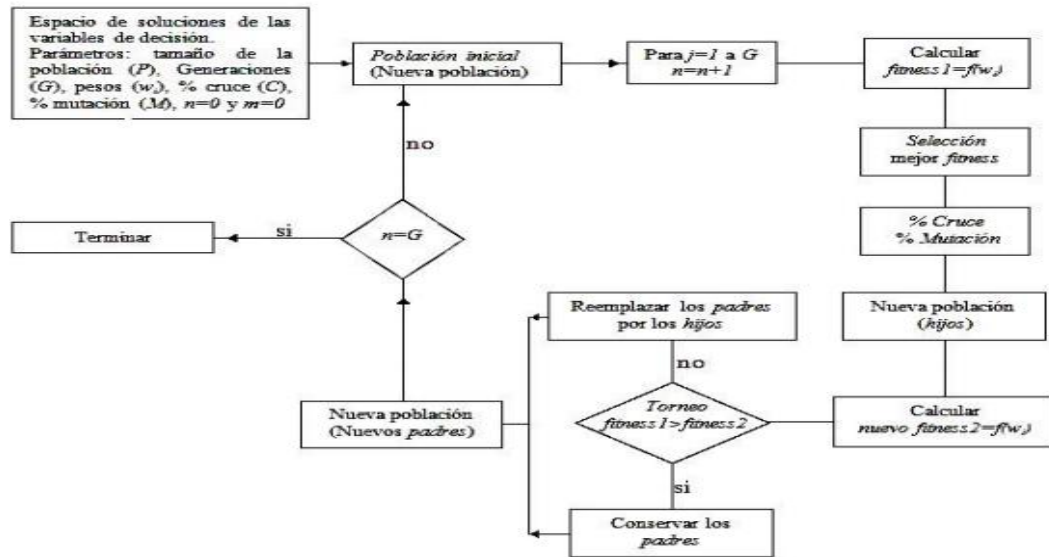 Espacio de soluciones de las
variables de decisión.
Parámetros: tamaño de la
población (P), Generaciones
(G), pesos (wᵢ), % cruce (C),
% mutación (M), n=0 y m=0
Población inicial
(Nueva población)
Para j=1 a G
n=n+1
Calcular
fitness1=f(wᵢ)
Selección
mejor fitness
% Cruce
% Mutación
Nueva población
(hijos)
Calcular
nuevo fitness2=f(wᵢ)
Torneo
fitness1>fitness2
no
Reemplazar los padres
por los hijos
si
Conservar los
padres
Nueva población
(Nuevos padres)
n=G
no
si
Terminar